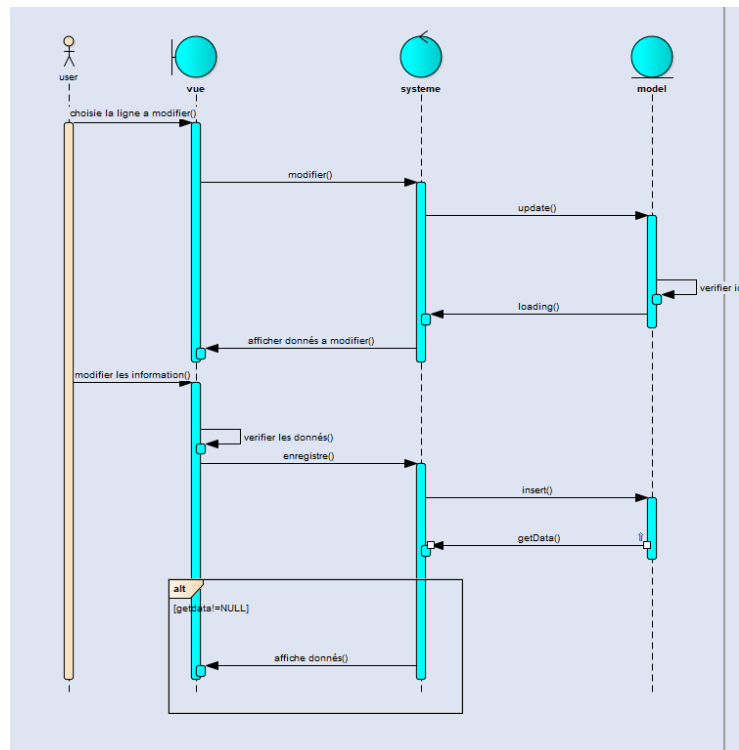 user
vue
systeme
model
choisie la ligne a modifier()
modifier()
update()
verifier
loading()
afficher donnés a modifier()
modifier les information()
verifier les donnés()
enregistre()
insert()
getData()
alt
[getdata!=NULL]
affiche donnés()